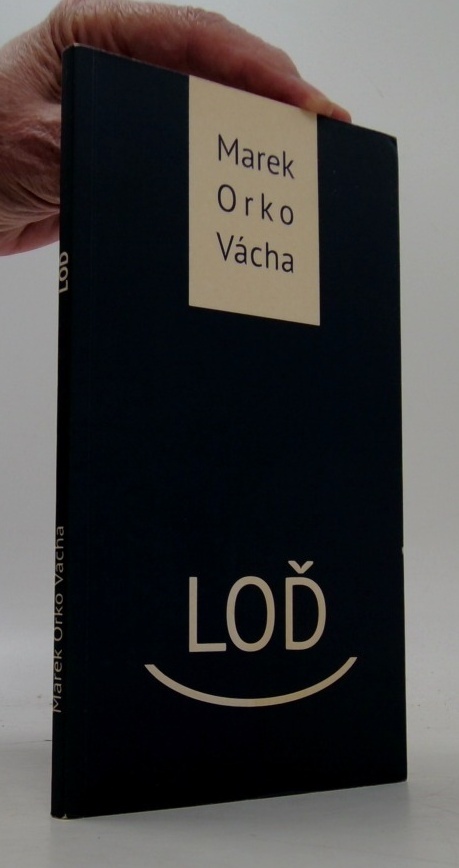 Marek
Orko
Vácha
LOĎ
LOĎ
Marek Orko Vácha